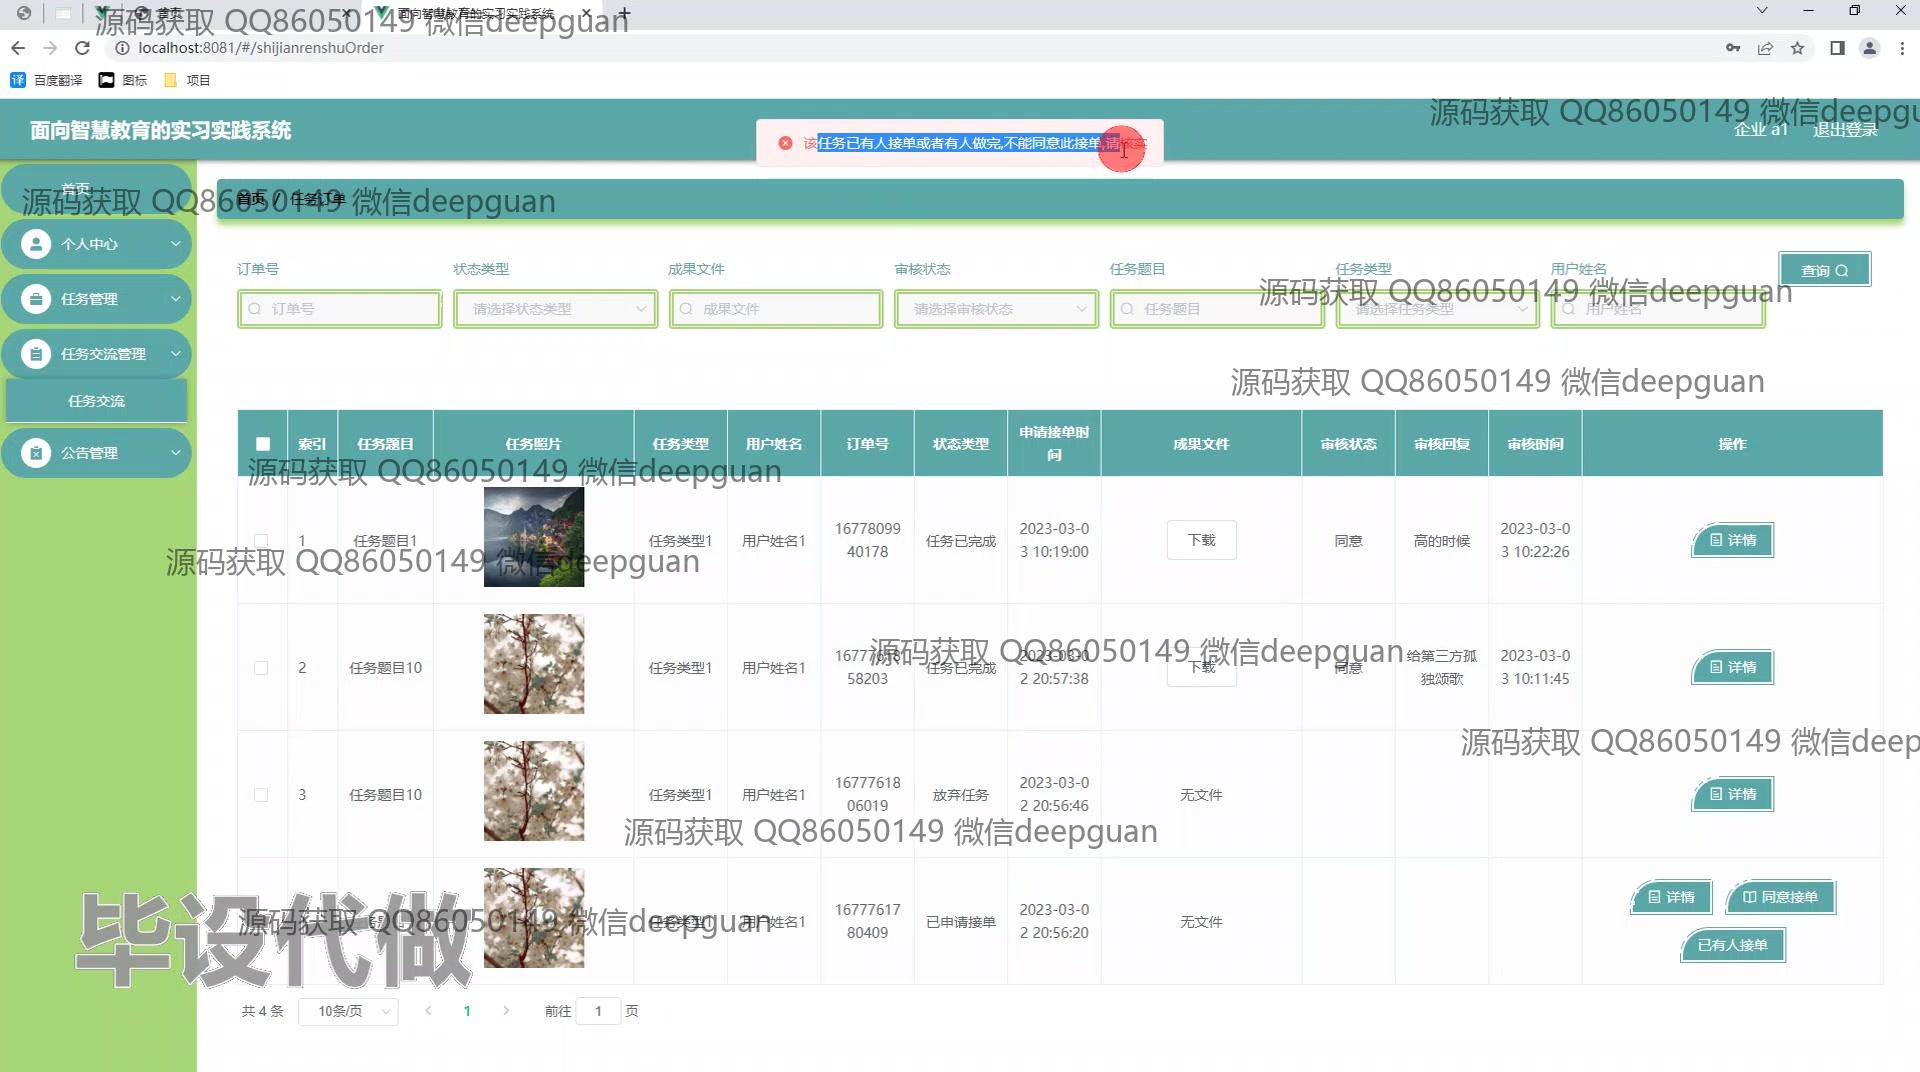 首页
面向智慧教育的实习实践系统
源码获取 QQ86050149 微信deepguan
localhost:8081/#/shijianrenshuOrder
译 百度翻译 图标 项目
面向智慧教育的实习实践系统
该任务已有人接单或者有人做完,不能同意此接单,请核实
源码获取 QQ86050149 微信deepgu
企业 a1 退出登录
首页
源码获取 QQ86050149 微信deepguan
首页 / 任务订单
个人中心
任务管理
任务交流管理
任务交流
公告管理
订单号 状态类型 成果文件 审核状态 任务题目 任务类型 用户姓名 查询
订单号 请选择状态类型 成果文件 请选择审核状态 任务题目 请选择任务类型 用户姓名
源码获取 QQ86050149 微信deepguan
源码获取 QQ86050149 微信deepguan
索引 任务题目 任务照片 任务类型 用户姓名 订单号 状态类型 申请接单时间 成果文件 审核状态 审核回复 审核时间 操作
源码获取 QQ86050149 微信deepguan
1 任务题目1 任务类型1 用户姓名1 1677809940178 任务已完成 2023-03-03 10:19:00 下载 同意 高的时候 2023-03-03 10:22:26 详情
源码获取 QQ86050149 微信deepguan
2 任务题目10 任务类型1 用户姓名1 58203 任务已完成 2023-03-02 20:57:38 下载 同意 给第三方孤独颂歌 2023-03-03 10:11:45 详情
源码获取 QQ86050149 微信deepguan
源码获取 QQ86050149 微信deep
3 任务题目10 任务类型1 用户姓名1 1677761806019 放弃任务 2023-03-02 20:56:46 无文件 详情
源码获取 QQ86050149 微信deepguan
任务类型1 用户姓名1 1677761780409 已申请接单 2023-03-02 20:56:20 无文件 详情 同意接单
已有人接单
源码获取 QQ86050149 微信deepguan
毕设代做
共 4 条 10条/页 1 前往 1 页